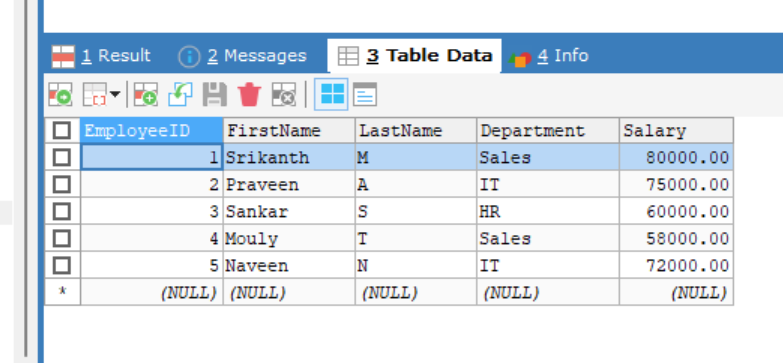 1 Result 2 Messages 3 Table Data 4 Info
EmployeeID FirstName LastName Department Salary
1 Srikanth M Sales 80000.00
2 Praveen A IT 75000.00
3 Sankar S HR 60000.00
4 Mouly T Sales 58000.00
5 Naveen N IT 72000.00
* (NULL) (NULL) (NULL) (NULL) (NULL)